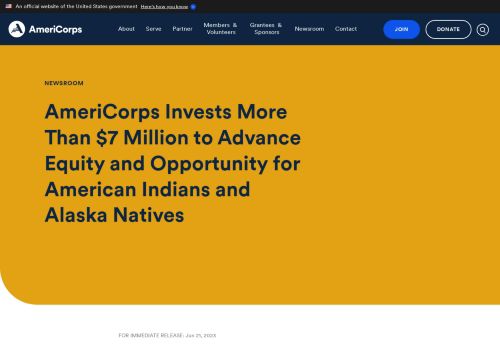 An official website of the United States government Here's how you know
AmeriCorps
About Serve Partner Members & Volunteers Grantees & Sponsors Newsroom Contact JOIN DONATE
NEWSROOM
AmeriCorps Invests More
Than $7 Million to Advance
Equity and Opportunity for
American Indians and
Alaska Natives
FOR IMMEDIATE RELEASE: Jun 21, 2023